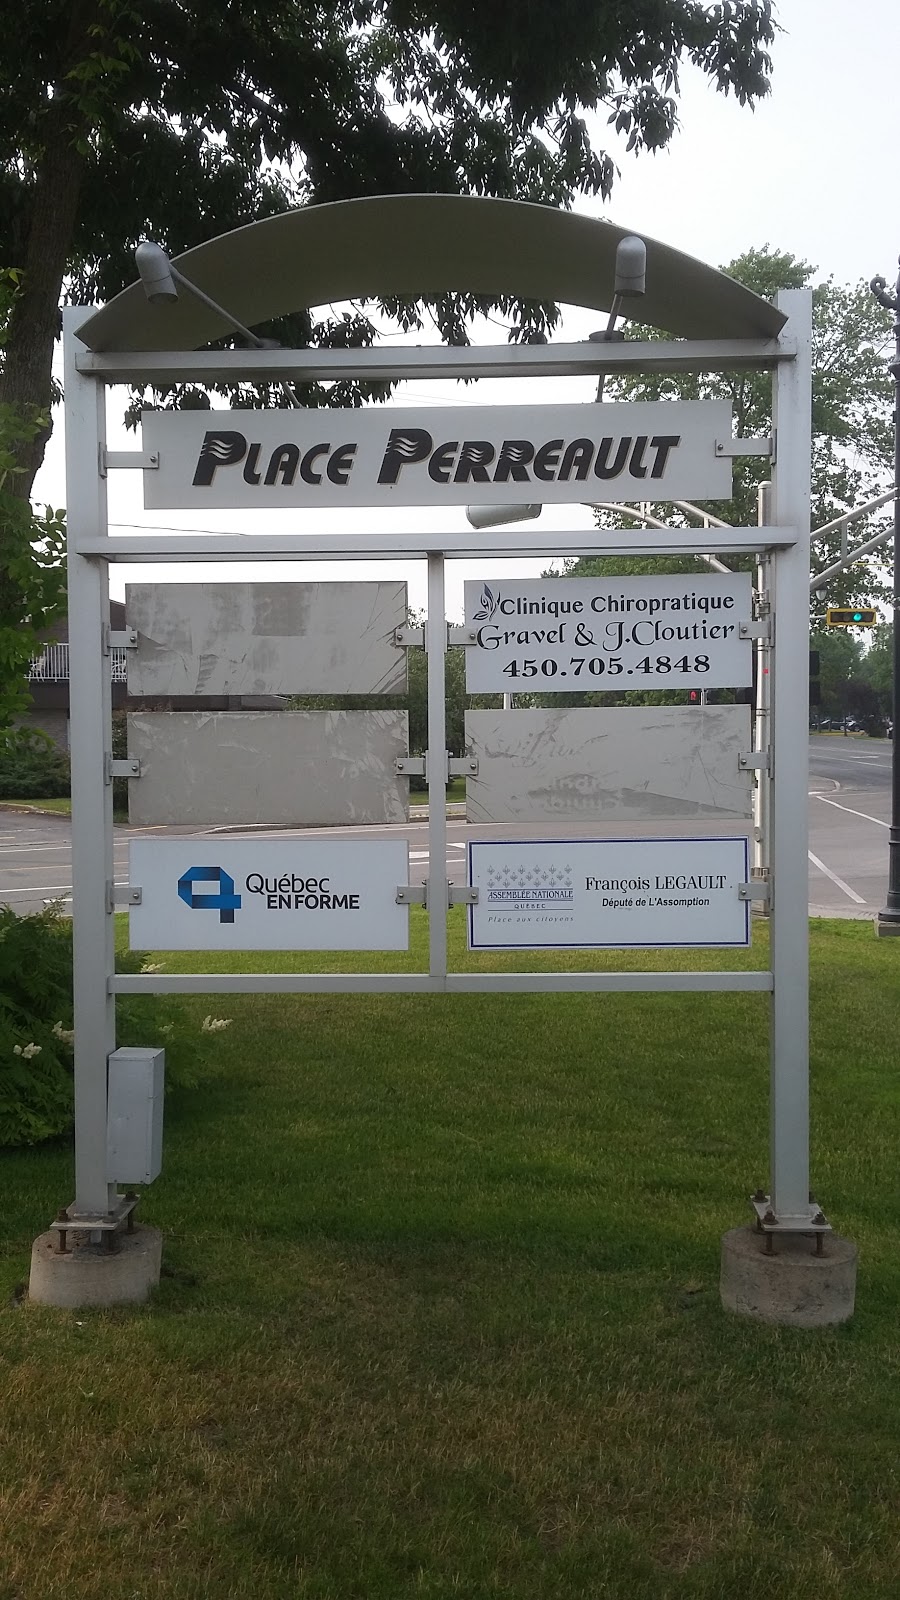 PLACE PERREAULT
Clinique Chiropratique
Gravel & J.Cloutier
450.705.4848
Québec
EN FORME
ASSEMBLÉE NATIONALE
QUÉBEC
Place aux citoyens
François LEGAULT
Député de L'Assomption